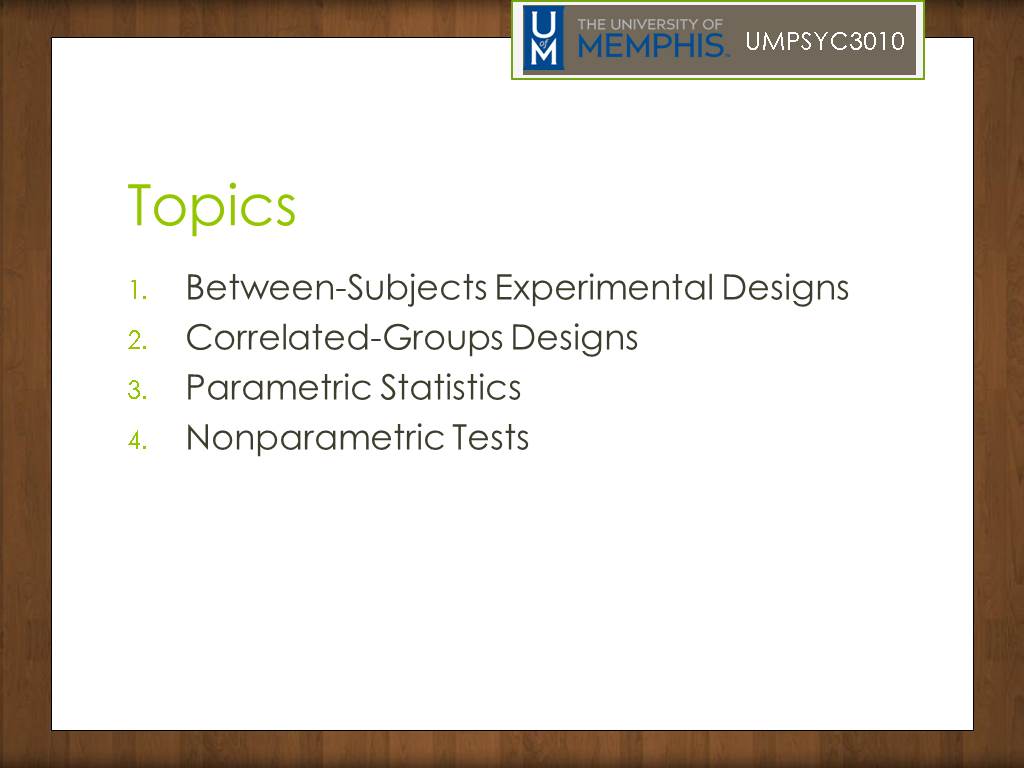 U
of
M
THE UNIVERSITY OF
MEMPHIS™
UMPSYC3010
Topics
1. Between-Subjects Experimental Designs
2. Correlated-Groups Designs
3. Parametric Statistics
4. Nonparametric Tests